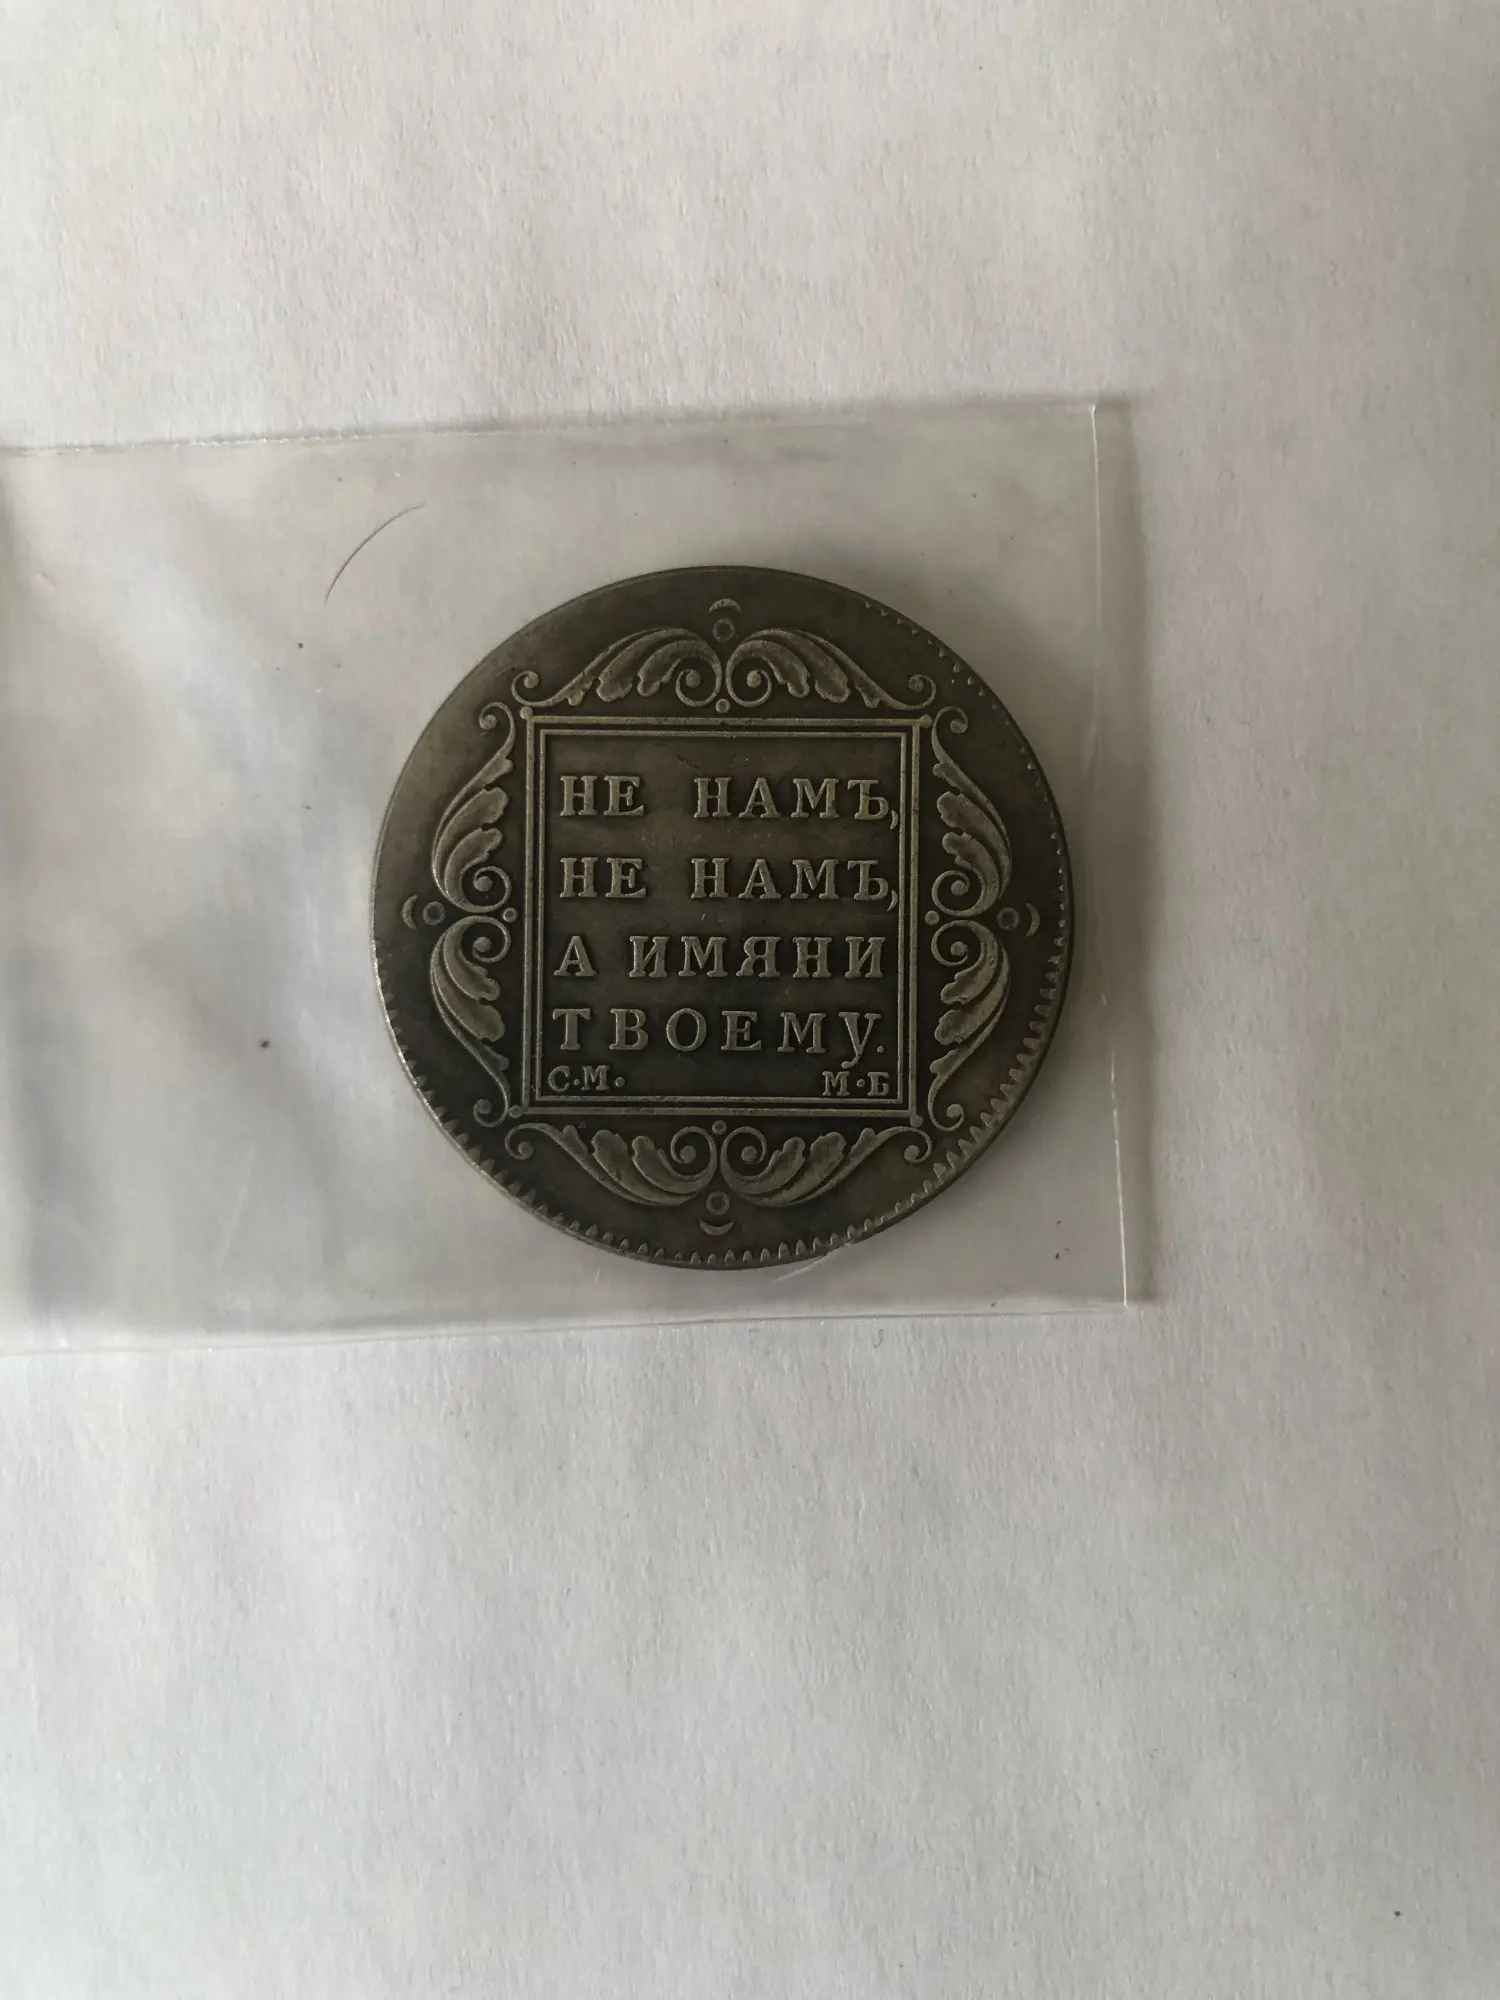 НЕ НАМЪ,
НЕ НАМЪ,
А ИМЯНИ
ТВОЕМУ.
С·М· М·Б